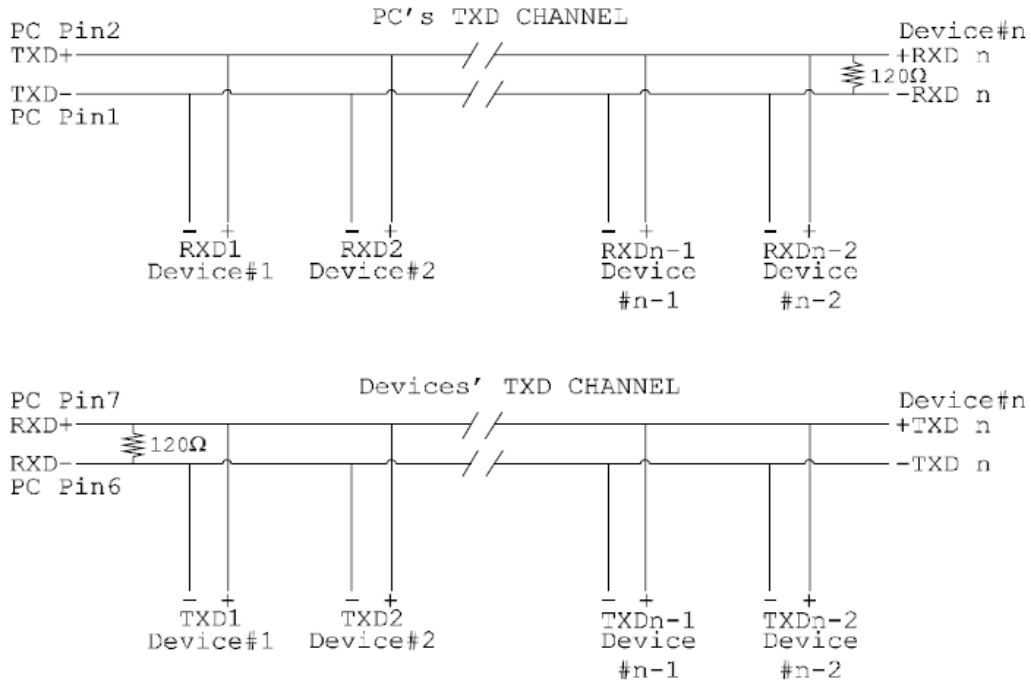 PC's TXD CHANNEL
PC Pin2
Device#n
TXD+
+RXD n
120Ω
TXD-
-RXD n
PC Pin1
- + - + - + - +
RXD1 RXD2 RXDn-1 RXDn-2
Device#1 Device#2 Device Device
#n-1 #n-2
Devices' TXD CHANNEL
PC Pin7
Device#n
RXD+
+TXD n
120Ω
RXD-
-TXD n
PC Pin6
- + - + - + - +
TXD1 TXD2 TXDn-1 TXDn-2
Device#1 Device#2 Device Device
#n-1 #n-2